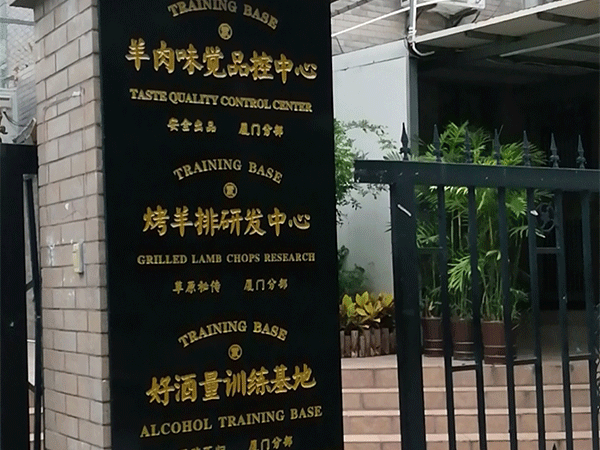 TRAINING BASE
羊肉味觉品控中心
TASTE QUALITY CONTROL CENTER
安全出品 厦门分部
TRAINING BASE
烤羊排研发中心
GRILLED LAMB CHOPS RESEARCH
草原秘传 厦门分部
TRAINING BASE
好酒量训练基地
ALCOHOL TRAINING BASE
厦门分部